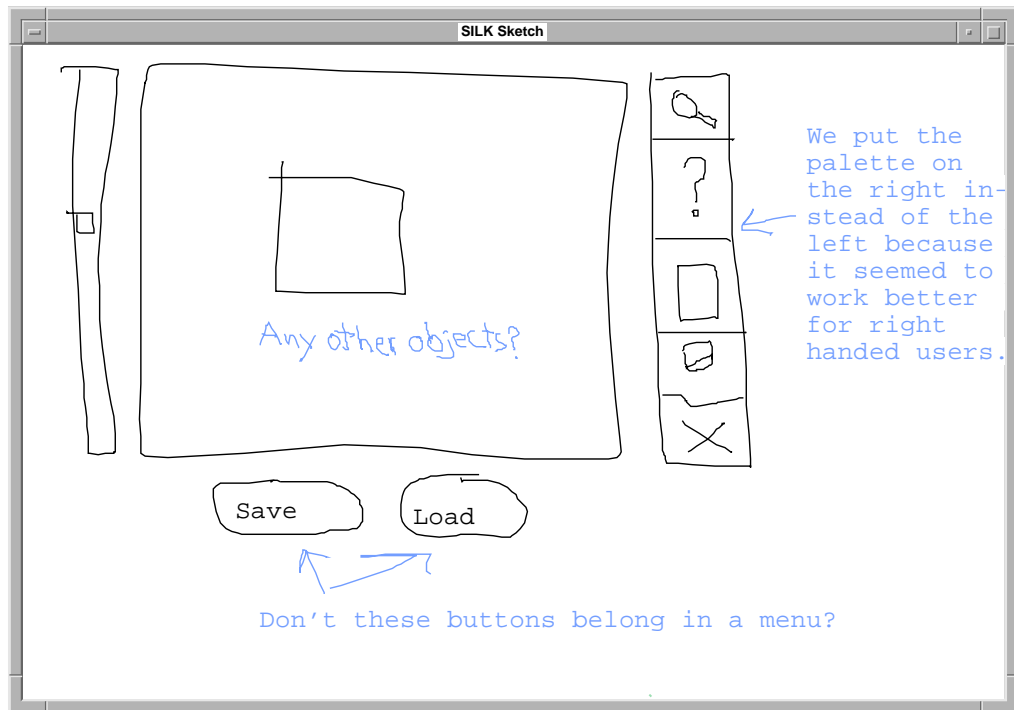 SILK Sketch
We put the
palette on
the right in-
stead of the
left because
it seemed to
work better
for right
handed users.
?
Any other objects?
Save
Load
Don't these buttons belong in a menu?